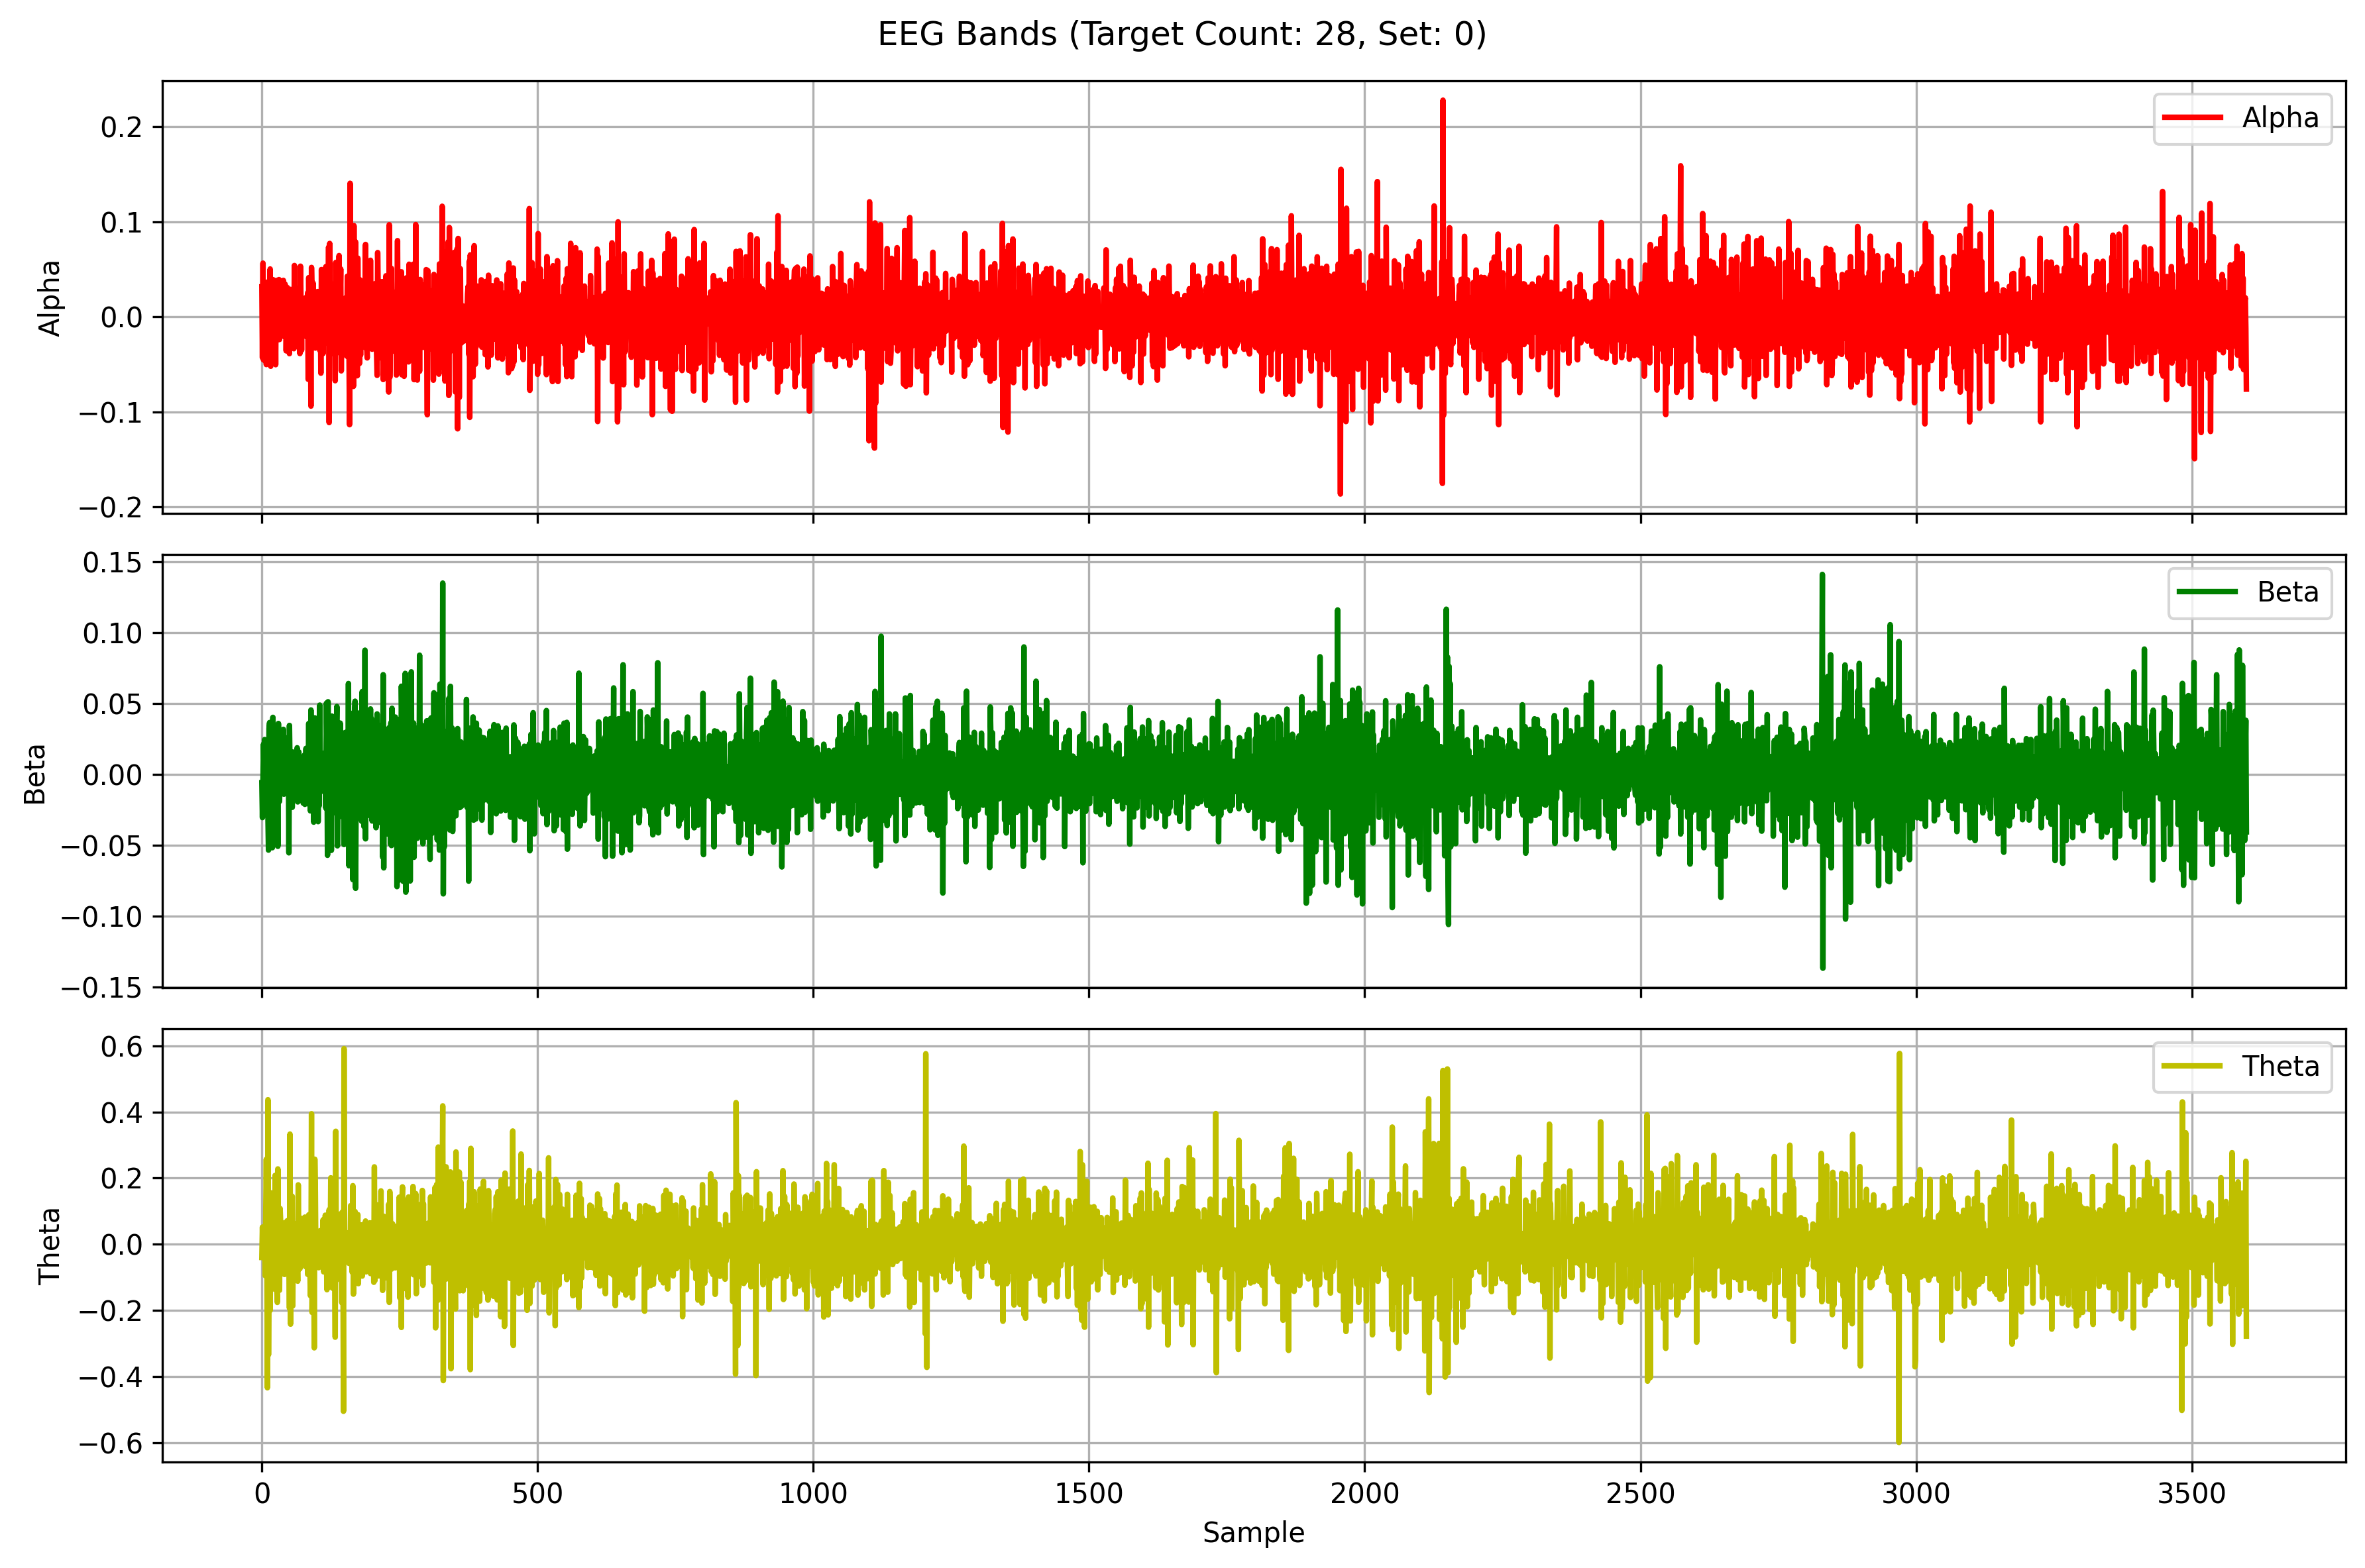 EEG Bands (Target Count: 28, Set: 0)
0.2
0.1
0.0
−0.1
−0.2
Alpha
Alpha
0.15
0.10
0.05
0.00
−0.05
−0.10
−0.15
Beta
Beta
0.6
0.4
0.2
0.0
−0.2
−0.4
−0.6
Theta
Theta
0 500 1000 1500 2000 2500 3000 3500
Sample